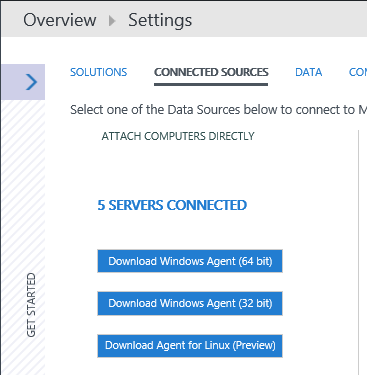 Overview > Settings
SOLUTIONS CONNECTED SOURCES DATA
Select one of the Data Sources below to connect to
ATTACH COMPUTERS DIRECTLY
5 SERVERS CONNECTED
Download Windows Agent (64 bit)
Download Windows Agent (32 bit)
Download Agent for Linux (Preview)
GET STARTED